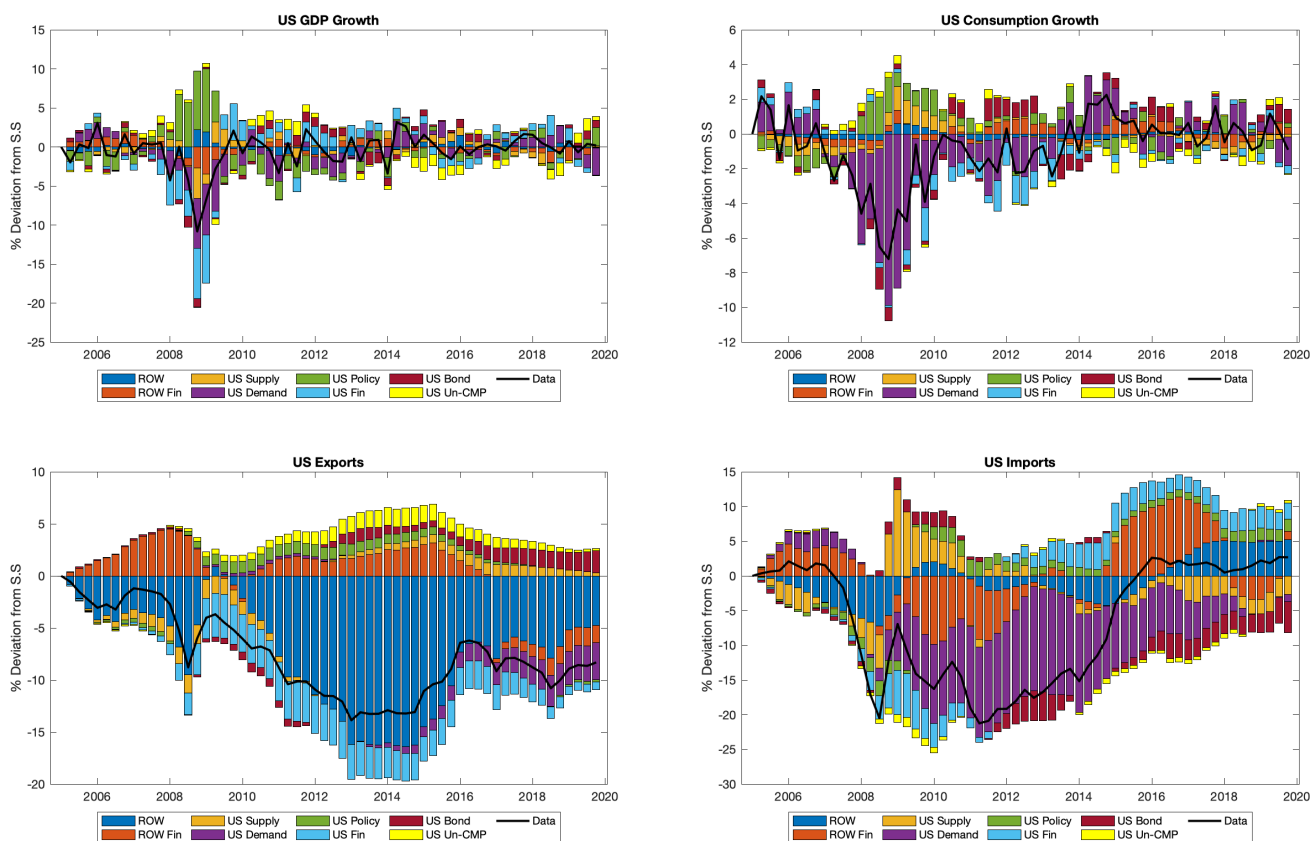 US GDP Growth
% Deviation from S.S
15
10
5
0
-5
-10
-15
-20
-25
2006 2008 2010 2012 2014 2016 2018 2020
ROW US Supply US Policy US Bond Data
ROW Fin US Demand US Fin US Un-CMP
US Consumption Growth
% Deviation from S.S
6
4
2
0
-2
-4
-6
-8
-10
-12
2006 2008 2010 2012 2014 2016 2018 2020
ROW US Supply US Policy US Bond Data
ROW Fin US Demand US Fin US Un-CMP
US Exports
% Deviation from S.S
10
5
0
-5
-10
-15
-20
2006 2008 2010 2012 2014 2016 2018 2020
ROW US Supply US Policy US Bond Data
ROW Fin US Demand US Fin US Un-CMP
US Imports
% Deviation from S.S
15
10
5
0
-5
-10
-15
-20
-25
-30
2006 2008 2010 2012 2014 2016 2018 2020
ROW US Supply US Policy US Bond Data
ROW Fin US Demand US Fin US Un-CMP